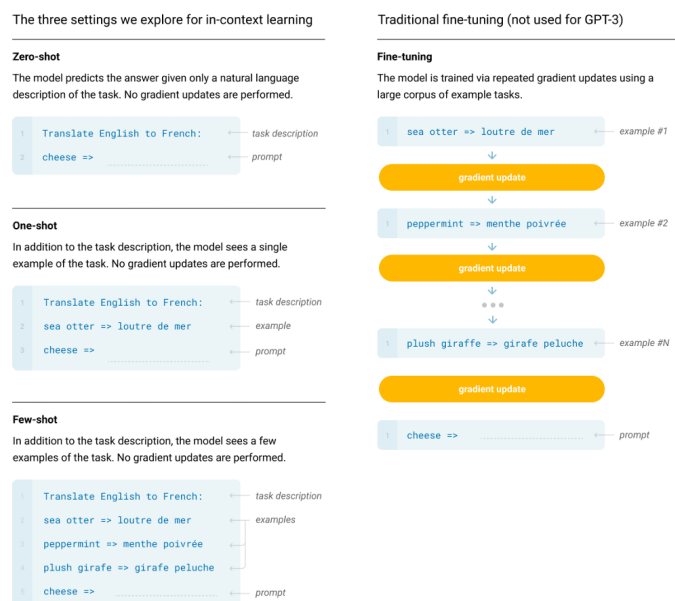 The three settings we explore for in-context learning
Zero-shot
The model predicts the answer given only a natural language
description of the task. No gradient updates are performed.
1 Translate English to French: task description
2 cheese => prompt
One-shot
In addition to the task description, the model sees a single
example of the task. No gradient updates are performed.
1 Translate English to French: task description
2 sea otter => loutre de mer example
3 cheese => prompt
Few-shot
In addition to the task description, the model sees a few
examples of the task. No gradient updates are performed.
1 Translate English to French: task description
2 sea otter => loutre de mer examples
3 peppermint => menthe poivrée
4 plush girafe => girafe peluche
5 cheese => prompt
Traditional fine-tuning (not used for GPT-3)
Fine-tuning
The model is trained via repeated gradient updates using a
large corpus of example tasks.
1 sea otter => loutre de mer example #1
gradient update
1 peppermint => menthe poivrée example #2
gradient update
1 plush giraffe => girafe peluche example #N
gradient update
1 cheese => prompt